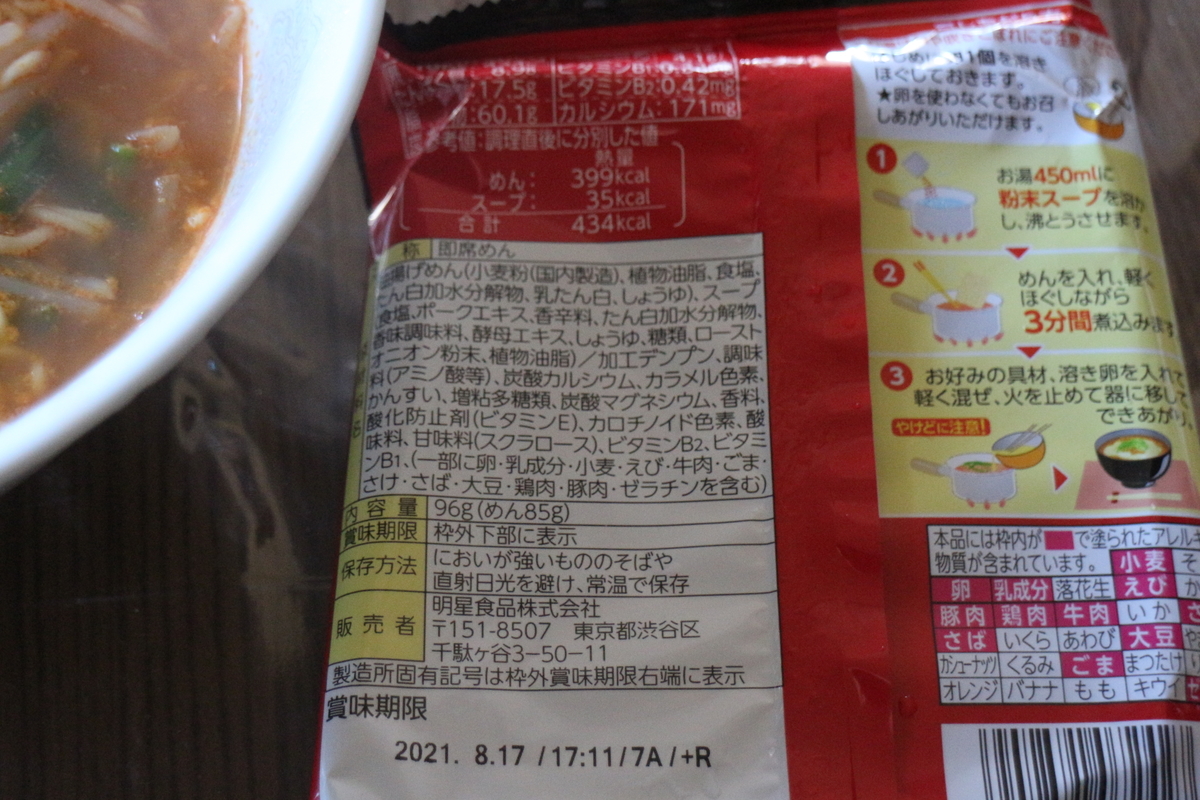 8.9g
ビタミンB1:0.
17.5g
ビタミンB2:0.42mg
:60.1g
カルシウム:171mg
参考値:調理直後に分別した値
熱量
めん: 399kcal
スープ: 35kcal
合計 434kcal
称 即席めん
揚げめん(小麦粉(国内製造)、植物油脂、食塩、
たん白加水分解物、乳たん白、しょうゆ)、スープ
食塩、ポークエキス、香辛料、たん白加水分解物、
香味調味料、酵母エキス、しょうゆ、糖類、ロースト
オニオン粉末、植物油脂)/加工デンプン、調味
料(アミノ酸等)、炭酸カルシウム、カラメル色素、
かんすい、増粘多糖類、炭酸マグネシウム、香料、
酸化防止剤(ビタミンE)、カロチノイド色素、酸
味料、甘味料(スクラロース)、ビタミンB2、ビタミ
ンB1、(一部に卵・乳成分・小麦・えび・牛肉・ごま・
さけ・さば・大豆・鶏肉・豚肉・ゼラチンを含む)
内容量 96g(めん85g)
賞味期限 枠外下部に表示
保存方法 においが強いもののそばや
直射日光を避け、常温で保存
販売者 明星食品株式会社
〒151-8507 東京都渋谷区
千駄ヶ谷3-50-11
製造所固有記号は枠外賞味期限右端に表示
賞味期限
2021. 8.17 /17:11/7A/+R
1個を溶き
ほぐしておきます。
★卵を使わなくてもお召
しあがりいただけます。
1 お湯450mlに
粉末スープを溶か
し、沸とうさせます。
2 めんを入れ、軽く
ほぐしながら
3分間煮込みます
3 お好みの具材、溶き卵を入れて
軽く混ぜ、火を止めて器に移して
できあがり。
やけどに注意!
本品には枠内が で塗られたアレルギ
物質が含まれています。 小麦 そ
卵 乳成分 落花生 えび か
豚肉 鶏肉 牛肉 いか さ
さば いくら あわび 大豆 や
カシューナッツ くるみ ごま まつたけ
オレンジ バナナ もも キウイ ゼ